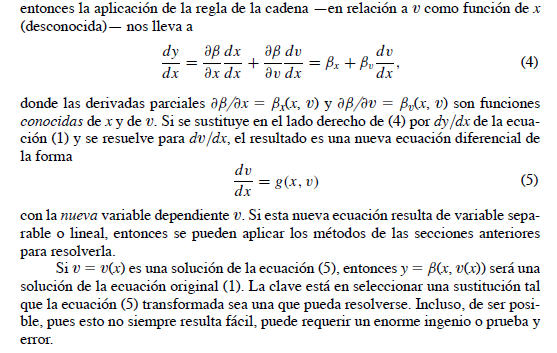 entonces la aplicación de la regla de la cadena —en relación a v como función de x
(desconocida)— nos lleva a
dy/dx = ∂β/∂x dx/dx + ∂β/∂v dv/dx = βx + βv dv/dx, (4)
donde las derivadas parciales ∂β/∂x = βx(x, v) y ∂β/∂v = βv(x, v) son funciones
conocidas de x y de v. Si se sustituye en el lado derecho de (4) por dy/dx de la ecua-
ción (1) y se resuelve para dv/dx, el resultado es una nueva ecuación diferencial de
la forma
dv/dx = g(x, v) (5)
con la nueva variable dependiente v. Si esta nueva ecuación resulta de variable sepa-
rable o lineal, entonces se pueden aplicar los métodos de las secciones anteriores
para resolverla.
Si v = v(x) es una solución de la ecuación (5), entonces y = β(x, v(x)) será una
solución de la ecuación original (1). La clave está en seleccionar una sustitución tal
que la ecuación (5) transformada sea una que pueda resolverse. Incluso, de ser posi-
ble, pues esto no siempre resulta fácil, puede requerir un enorme ingenio o prueba y
error.